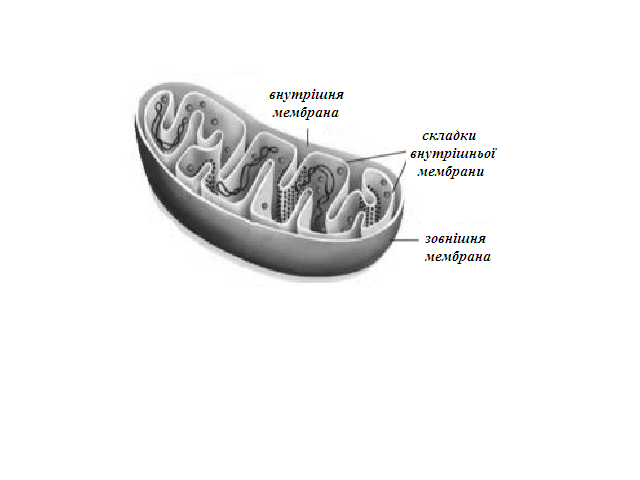 внутрішня
мембрана
складки
внутрішньої
мембрани
зовнішня
мембрана